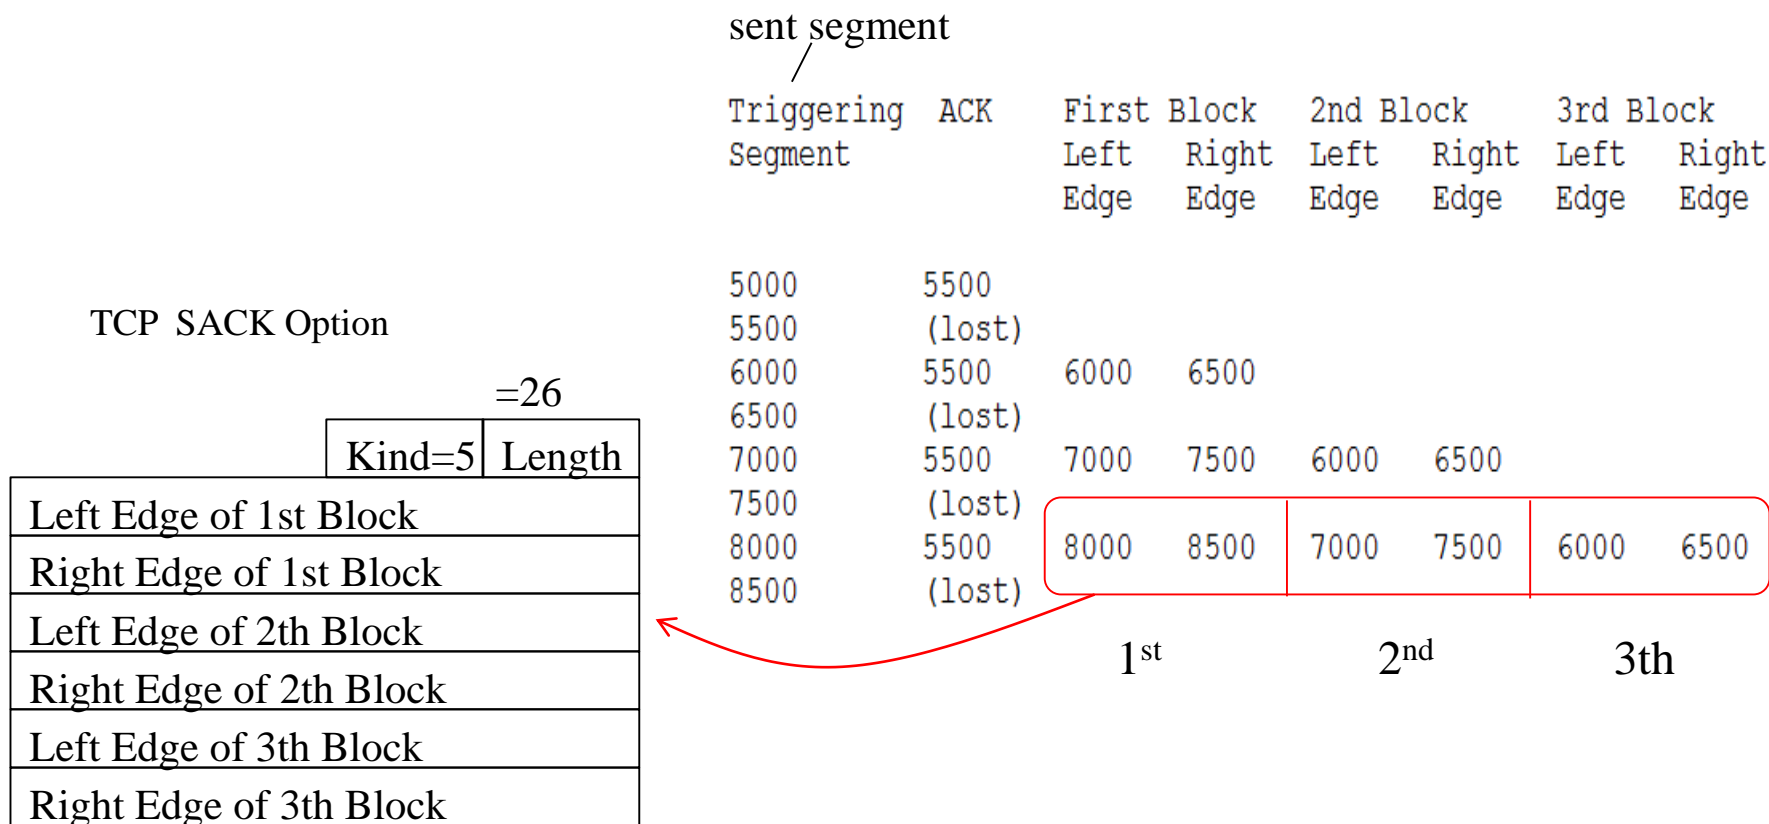 sent segment
Triggering ACK First Block 2nd Block 3rd Block
Segment Left Right Left Right Left Right
Edge Edge Edge Edge Edge Edge
5000 5500
5500 (lost)
6000 5500 6000 6500
6500 (lost)
7000 5500 7000 7500 6000 6500
7500 (lost)
8000 5500 8000 8500 7000 7500 6000 6500
8500 (lost)
1st 2nd 3th
TCP SACK Option
=26
Kind=5 Length
Left Edge of 1st Block
Right Edge of 1st Block
Left Edge of 2th Block
Right Edge of 2th Block
Left Edge of 3th Block
Right Edge of 3th Block